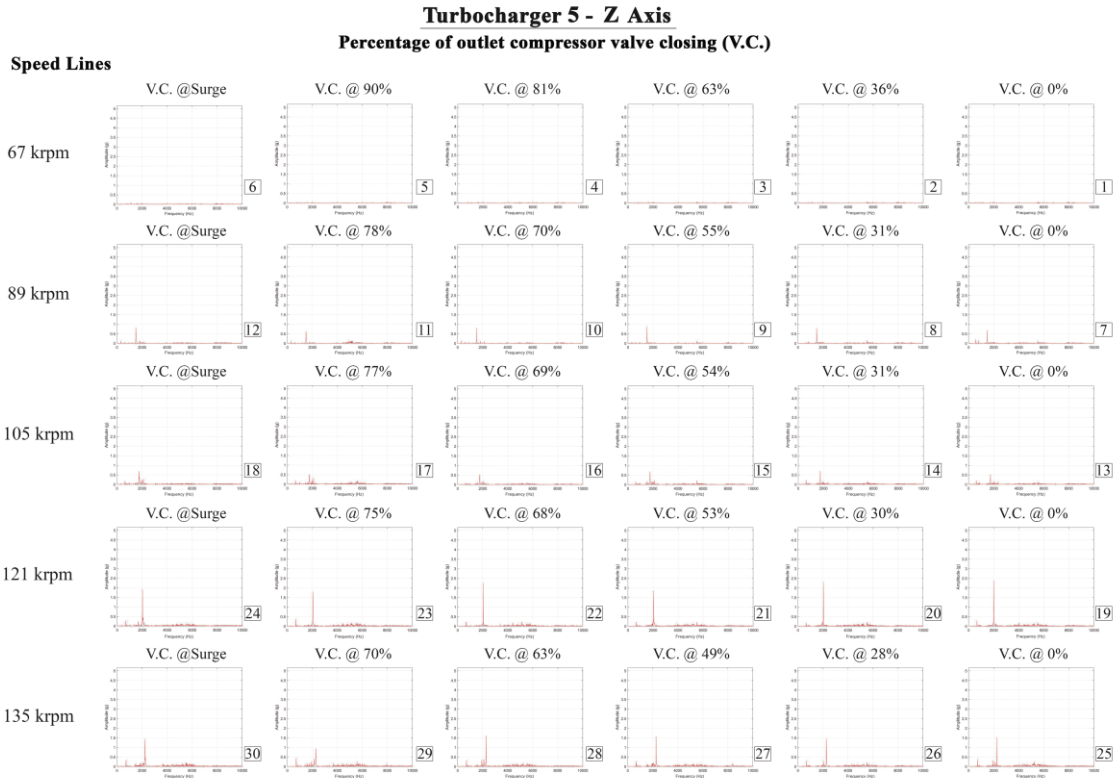 Turbocharger 5 - Z Axis
Percentage of outlet compressor valve closing (V.C.)
Speed Lines
V.C. @Surge V.C. @ 90% V.C. @ 81% V.C. @ 63% V.C. @ 36% V.C. @ 0%
67 krpm
6 5 4 3 2 1
V.C. @Surge V.C. @ 78% V.C. @ 70% V.C. @ 55% V.C. @ 31% V.C. @ 0%
89 krpm
12 11 10 9 8 7
V.C. @Surge V.C. @ 77% V.C. @ 69% V.C. @ 54% V.C. @ 31% V.C. @ 0%
105 krpm
18 17 16 15 14 13
V.C. @Surge V.C. @ 75% V.C. @ 68% V.C. @ 53% V.C. @ 30% V.C. @ 0%
121 krpm
24 23 22 21 20 19
V.C. @Surge V.C. @ 70% V.C. @ 63% V.C. @ 49% V.C. @ 28% V.C. @ 0%
135 krpm
30 29 28 27 26 25
Amplitude (g)
Frequency (Hz)